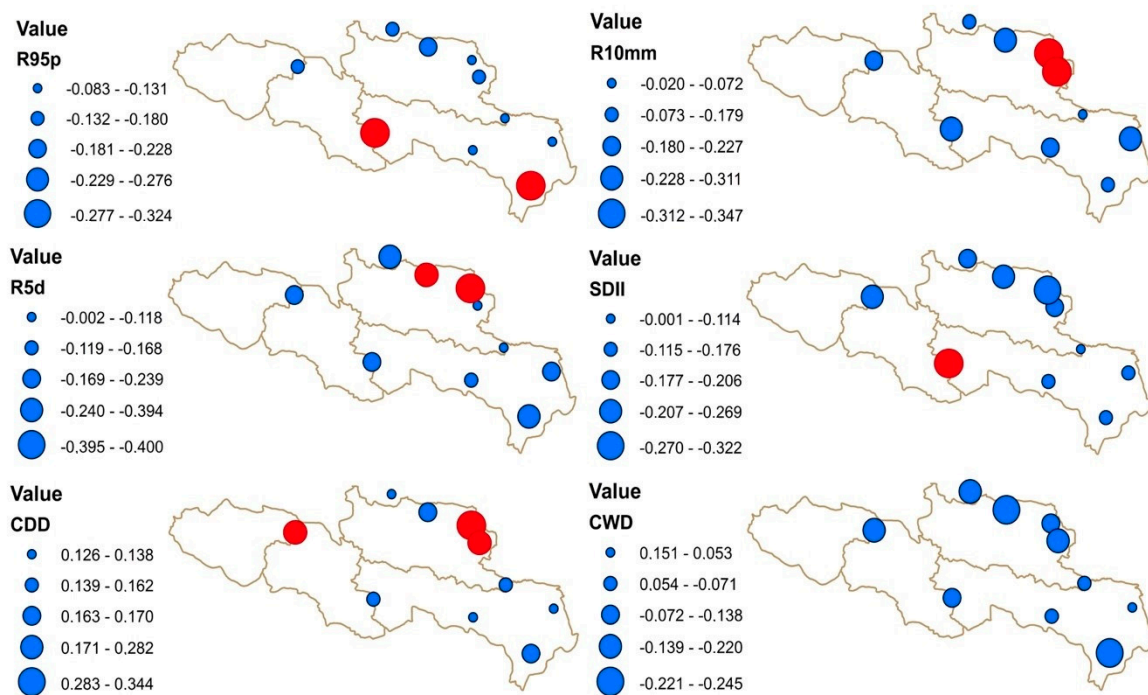 Value
R95p
-0.083 - -0.131
-0.132 - -0.180
-0.181 - -0.228
-0.229 - -0.276
-0.277 - -0.324
Value
R10mm
-0.020 - -0.072
-0.073 - -0.179
-0.180 - -0.227
-0.228 - -0.311
-0.312 - -0.347
Value
R5d
-0.002 - -0.118
-0.119 - -0.168
-0.169 - -0.239
-0.240 - -0.394
-0.395 - -0.400
Value
SDII
-0.001 - -0.114
-0.115 - -0.176
-0.177 - -0.206
-0.207 - -0.269
-0.270 - -0.322
Value
CDD
0.126 - 0.138
0.139 - 0.162
0.163 - 0.170
0.171 - 0.282
0.283 - 0.344
Value
CWD
0.151 - 0.053
0.054 - -0.071
-0.072 - -0.138
-0.139 - -0.220
-0.221 - -0.245